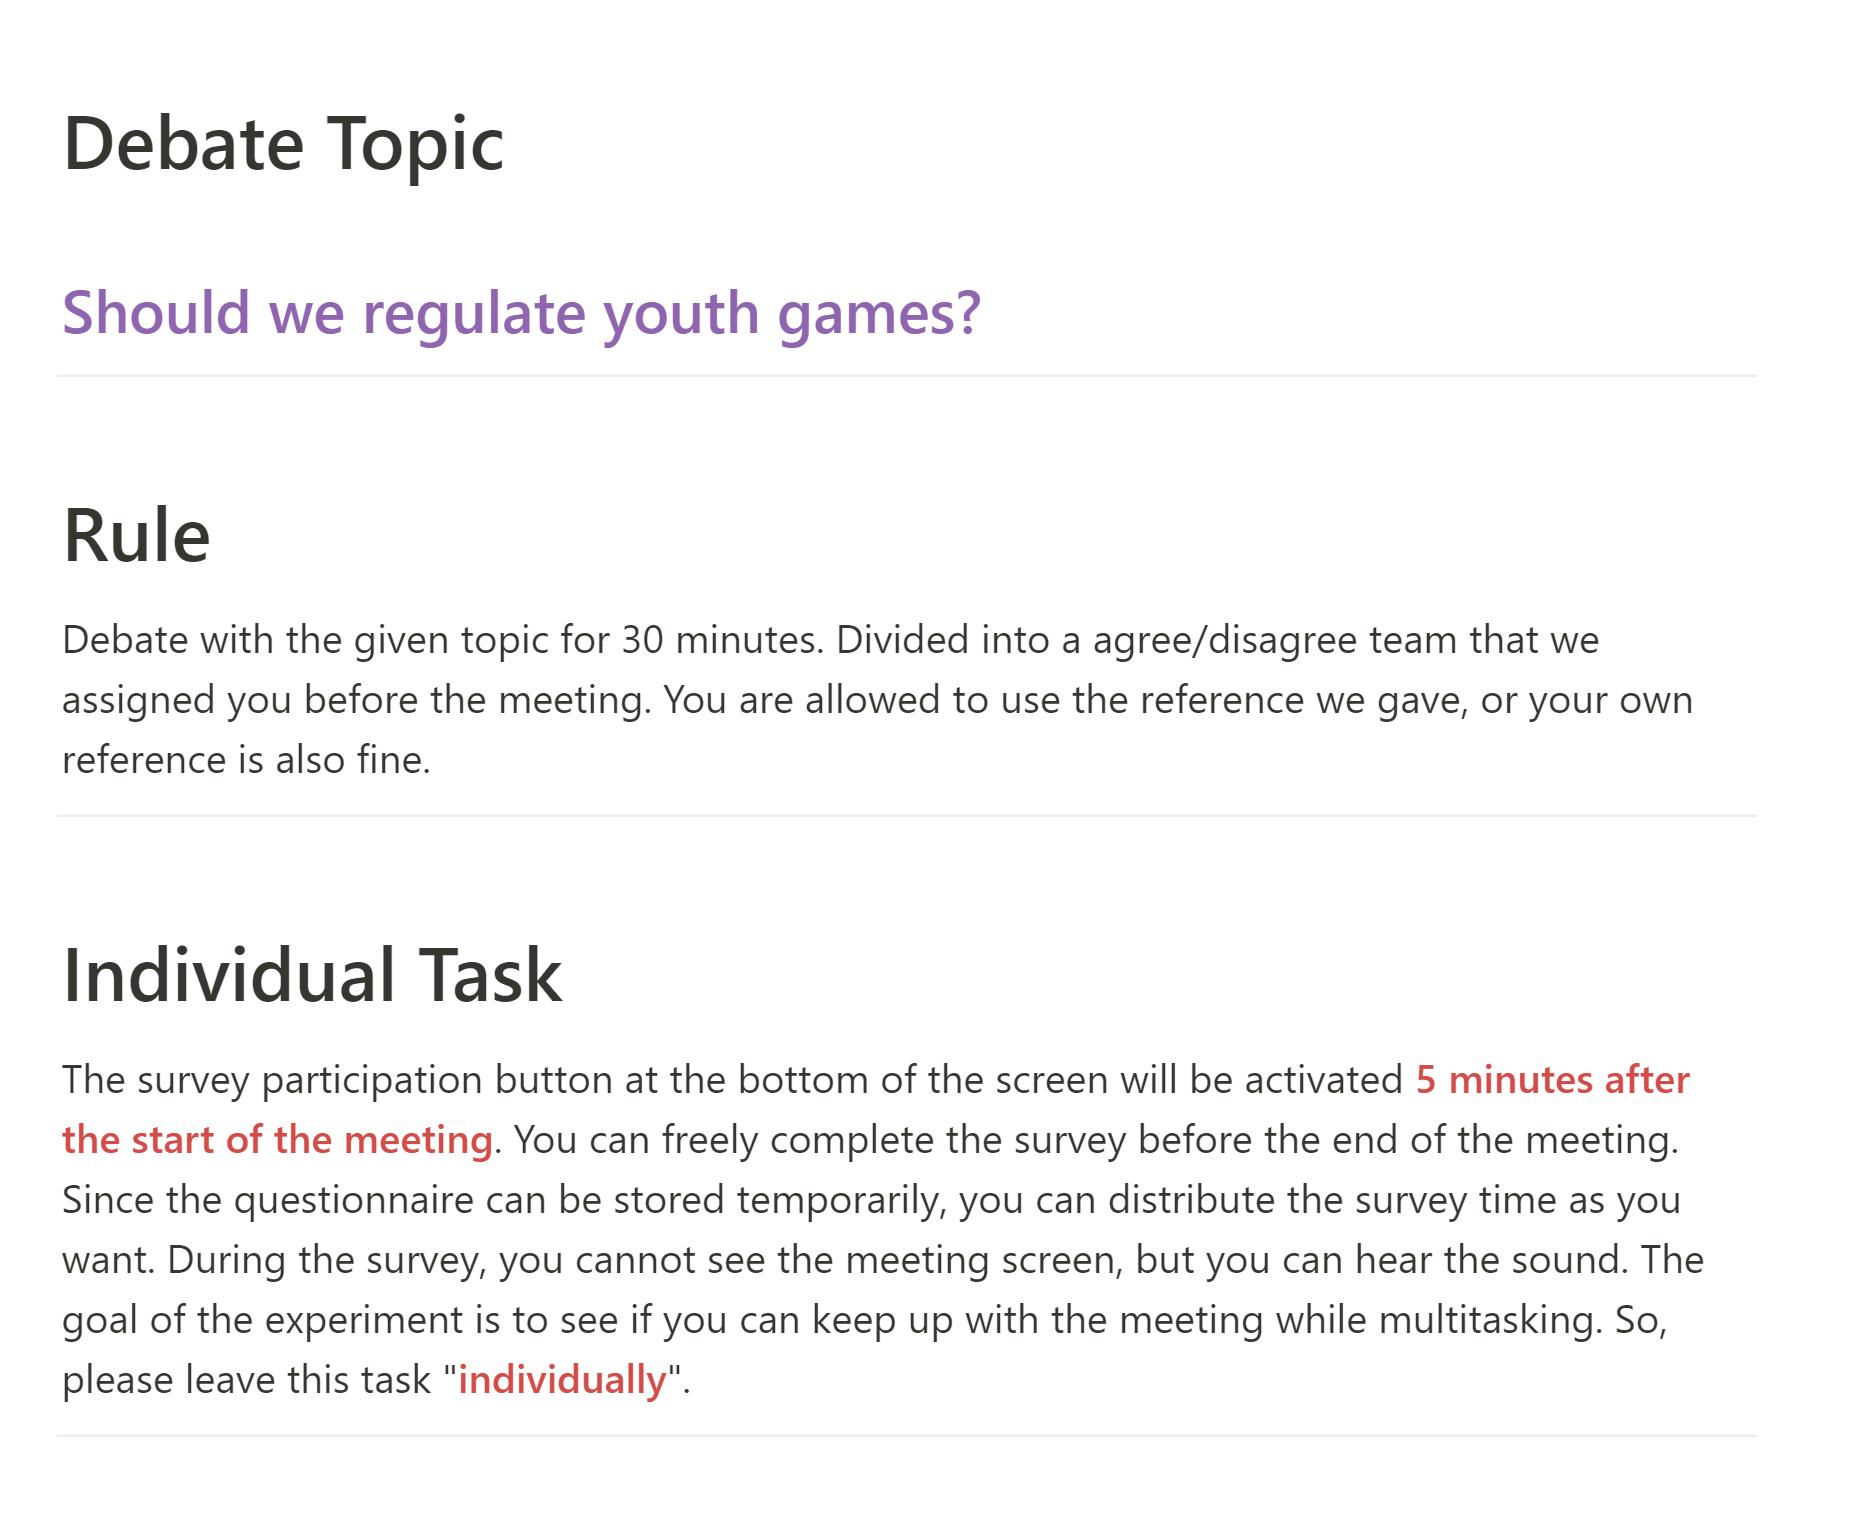 Debate Topic
Should we regulate youth games?
Rule
Debate with the given topic for 30 minutes. Divided into a agree/disagree team that we
assigned you before the meeting. You are allowed to use the reference we gave, or your own
reference is also fine.
Individual Task
The survey participation button at the bottom of the screen will be activated 5 minutes after
the start of the meeting. You can freely complete the survey before the end of the meeting.
Since the questionnaire can be stored temporarily, you can distribute the survey time as you
want. During the survey, you cannot see the meeting screen, but you can hear the sound. The
goal of the experiment is to see if you can keep up with the meeting while multitasking. So,
please leave this task "individually".